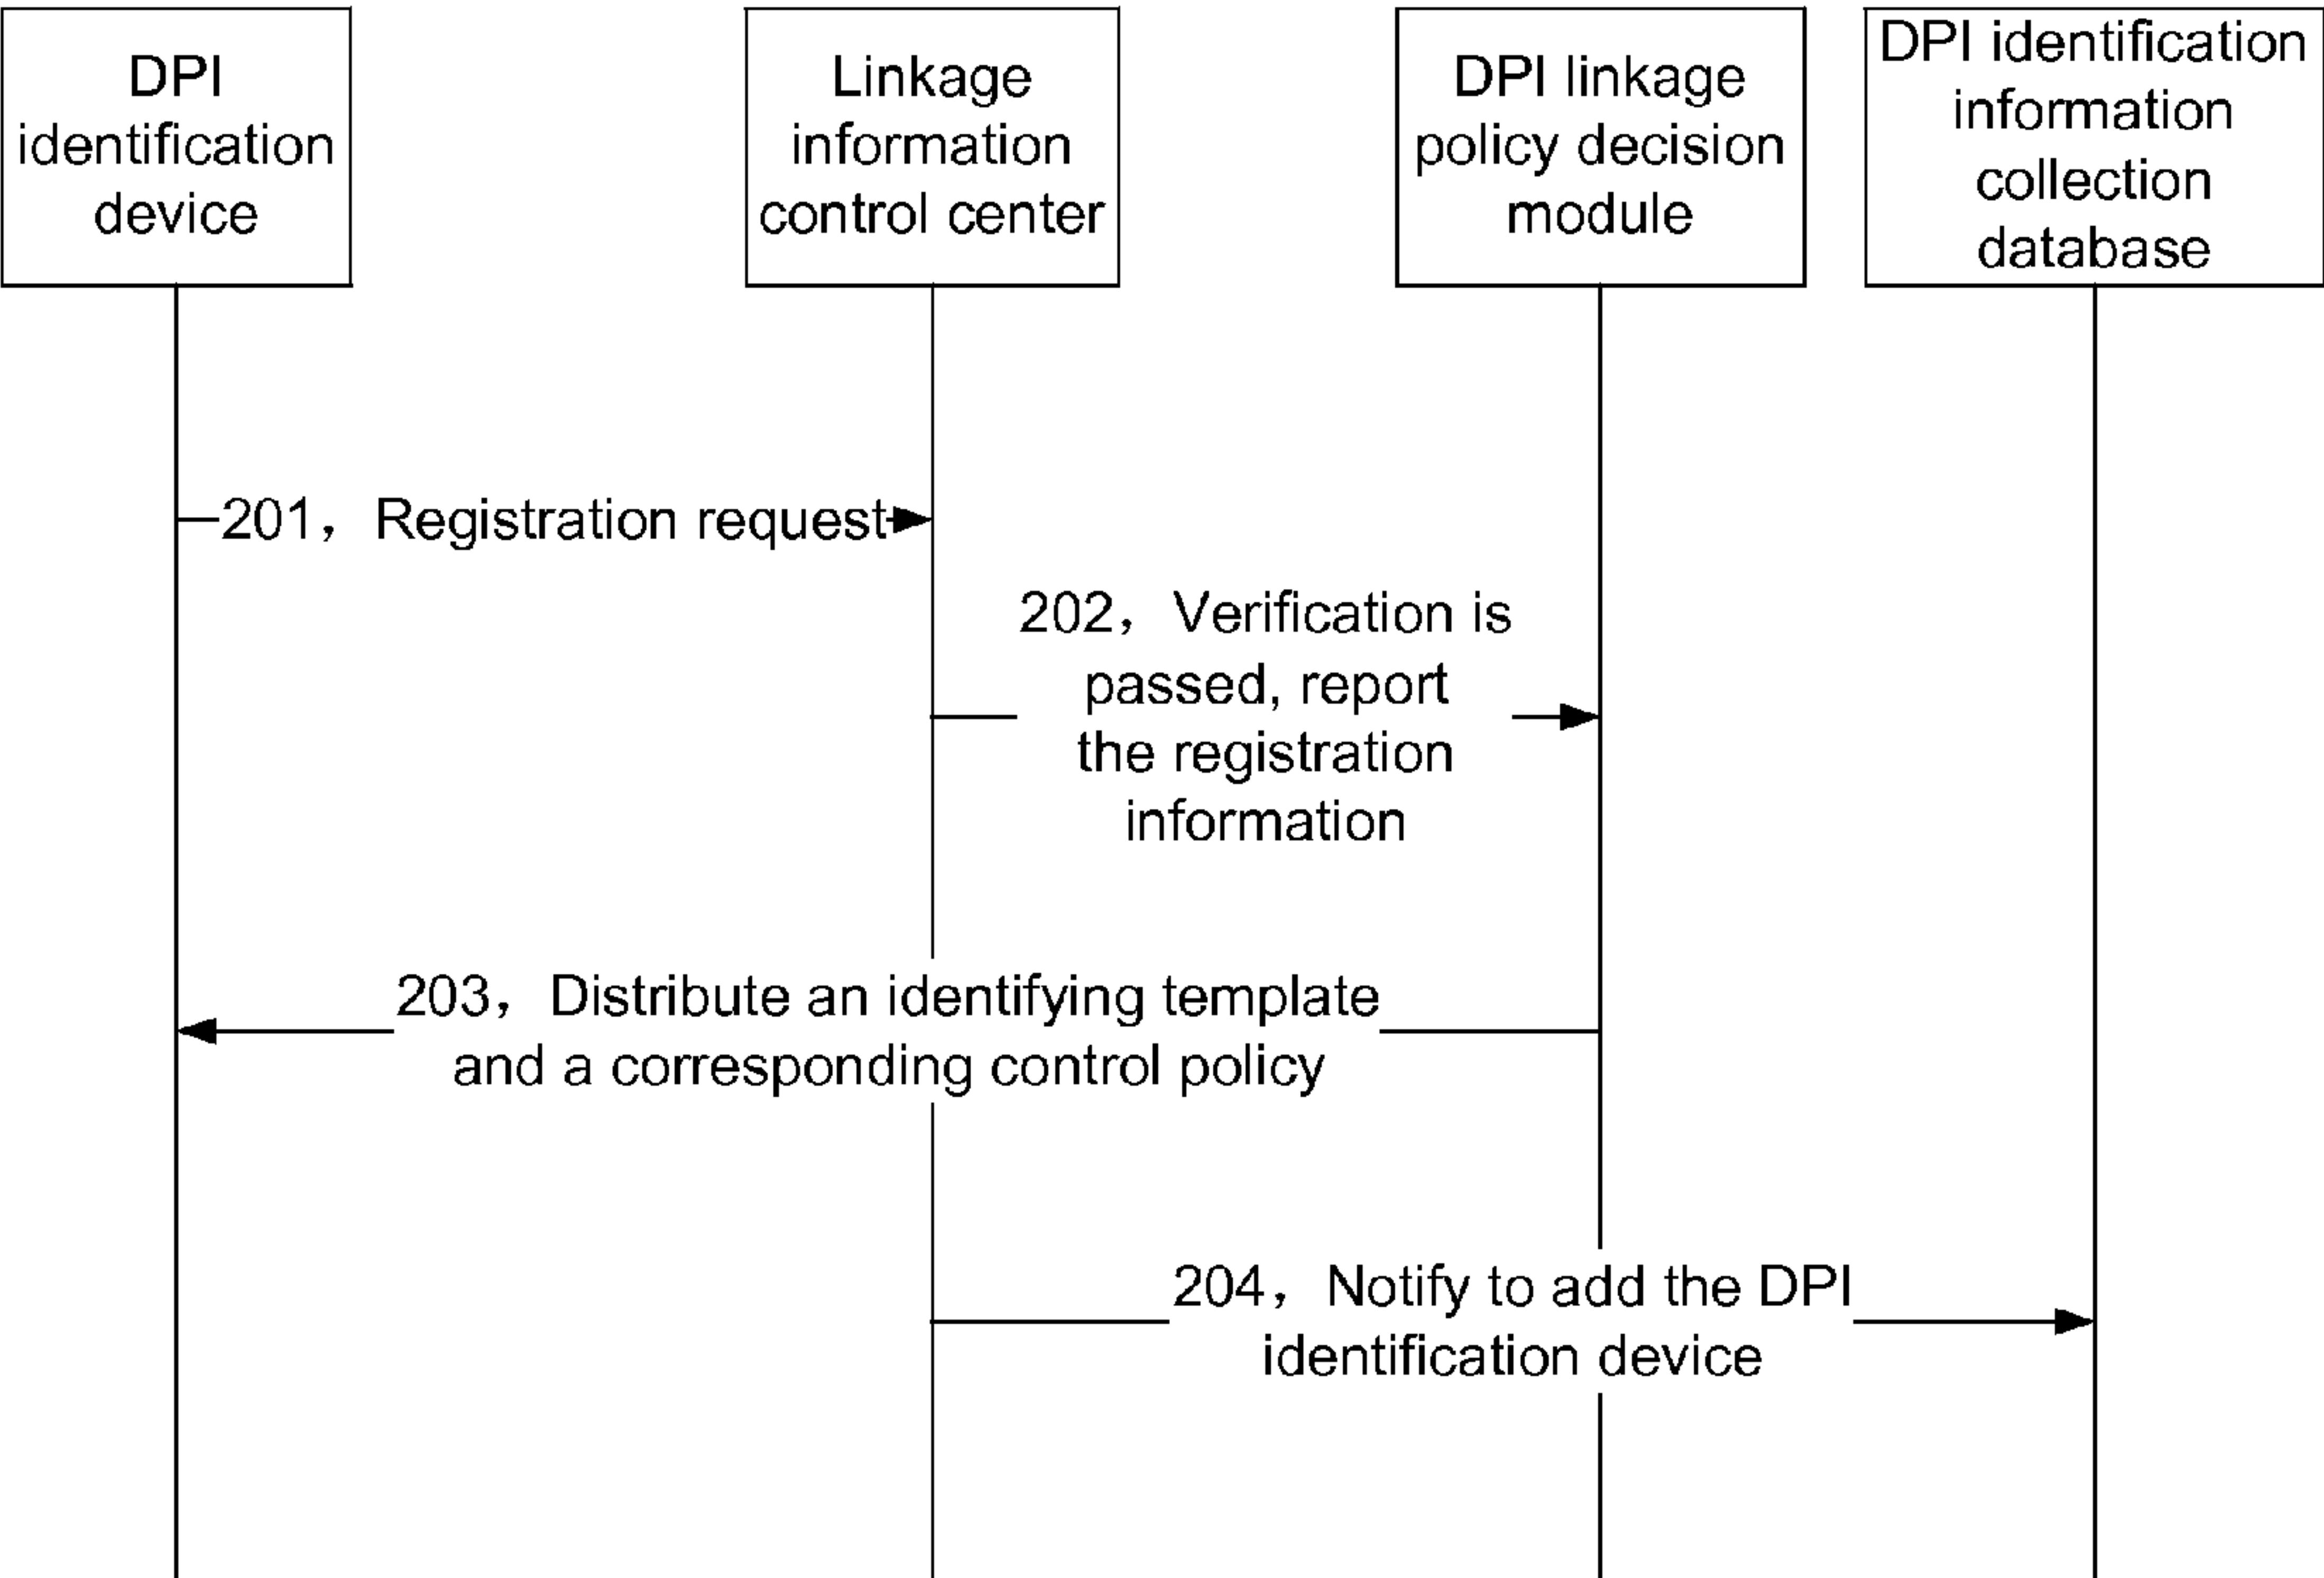 DPI
identification
device
Linkage
information
control center
DPI linkage
policy decision
module
DPI identification
information
collection
database
201, Registration request
202, Verification is
passed, report
the registration
information
203, Distribute an identifying template
and a corresponding control policy
204, Notify to add the DPI
identification device